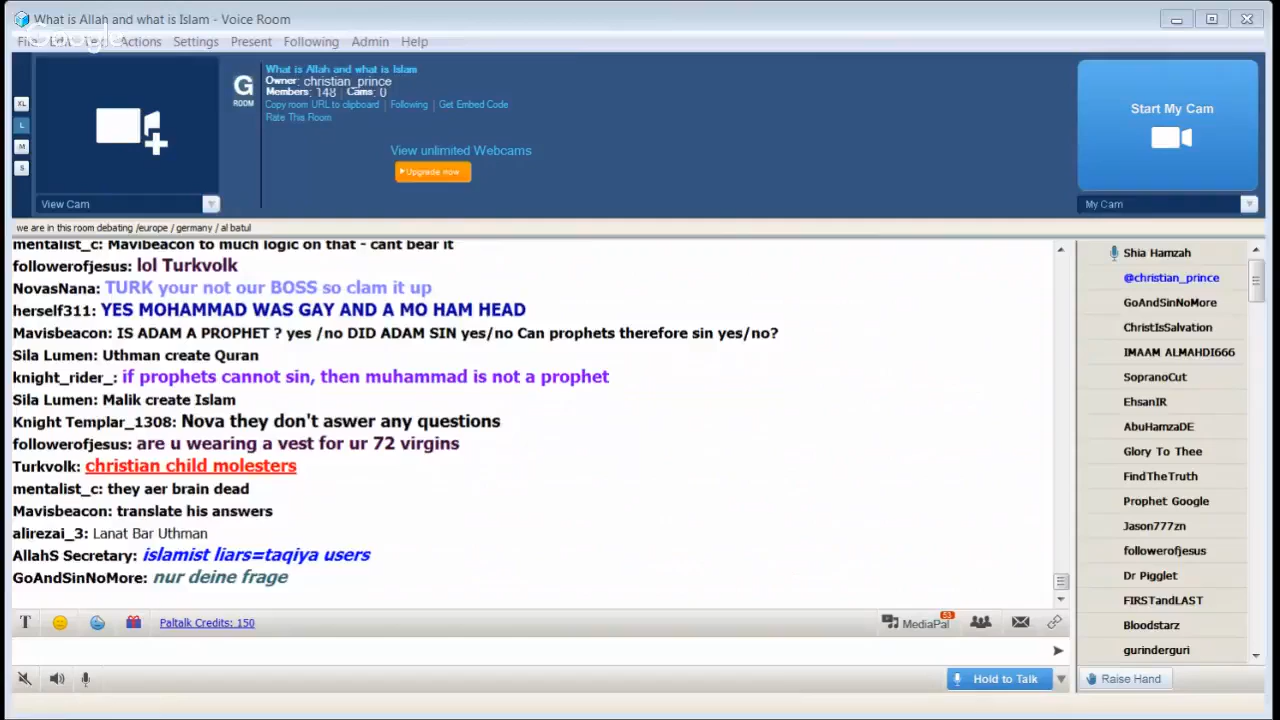 What is Allah and what is Islam - Voice Room
Google
Actions Settings Present Following Admin Help
What is Allah and what is Islam
Owner: christian_prince
Members: 148 Cams: 0
Copy room URL to clipboard | Following | Get Embed Code
Rate This Room
G
ROOM
XL
L
M
S
View unlimited Webcams
Upgrade now
Start My Cam
View Cam
My Cam
we are in this room debating /europe / germany / al batul
mentalist_c: Mavibeacon to much logic on that - cant bear it
followerofjesus: lol Turkvolk
NovasNana: TURK your not our BOSS so clam it up
herself311: YES MOHAMMAD WAS GAY AND A MO HAM HEAD
Mavisbeacon: IS ADAM A PROPHET ? yes /no DID ADAM SIN yes/no Can prophets therefore sin yes/no?
Sila Lumen: Uthman create Quran
knight_rider_: if prophets cannot sin, then muhammad is not a prophet
Sila Lumen: Malik create Islam
Knight Templar_1308: Nova they don't aswer any questions
followerofjesus: are u wearing a vest for ur 72 virgins
Turkvolk: christian child molesters
mentalist_c: they aer brain dead
Mavisbeacon: translate his answers
alirezai_3: Lanat Bar Uthman
AllahS Secretary: islamist liars=taqiya users
GoAndSinNoMore: nur deine frage
Shia Hamzah
@christian_prince
GoAndSinNoMore
ChristIsSalvation
IMAAM ALMAHDI666
SopranoCut
EhsanIR
AbuHamzaDE
Glory To Thee
FindTheTruth
Prophet Google
Jason777zn
followerofjesus
Dr Pigglet
FIRSTandLAST
Bloodstarz
gurinderguri
T
Paltalk Credits: 150
MediaPal
53
Hold to Talk
Raise Hand